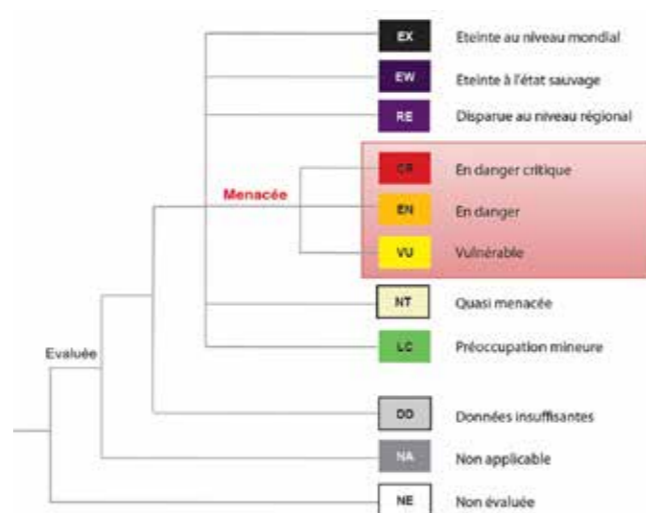 EX Eteinte au niveau mondial
EW Eteinte à l'état sauvage
RE Disparue au niveau régional
CR En danger critique
Menacée
EN En danger
VU Vulnérable
NT Quasi menacée
LC Préoccupation mineure
Evaluée
DD Données insuffisantes
NA Non applicable
NE Non évaluée